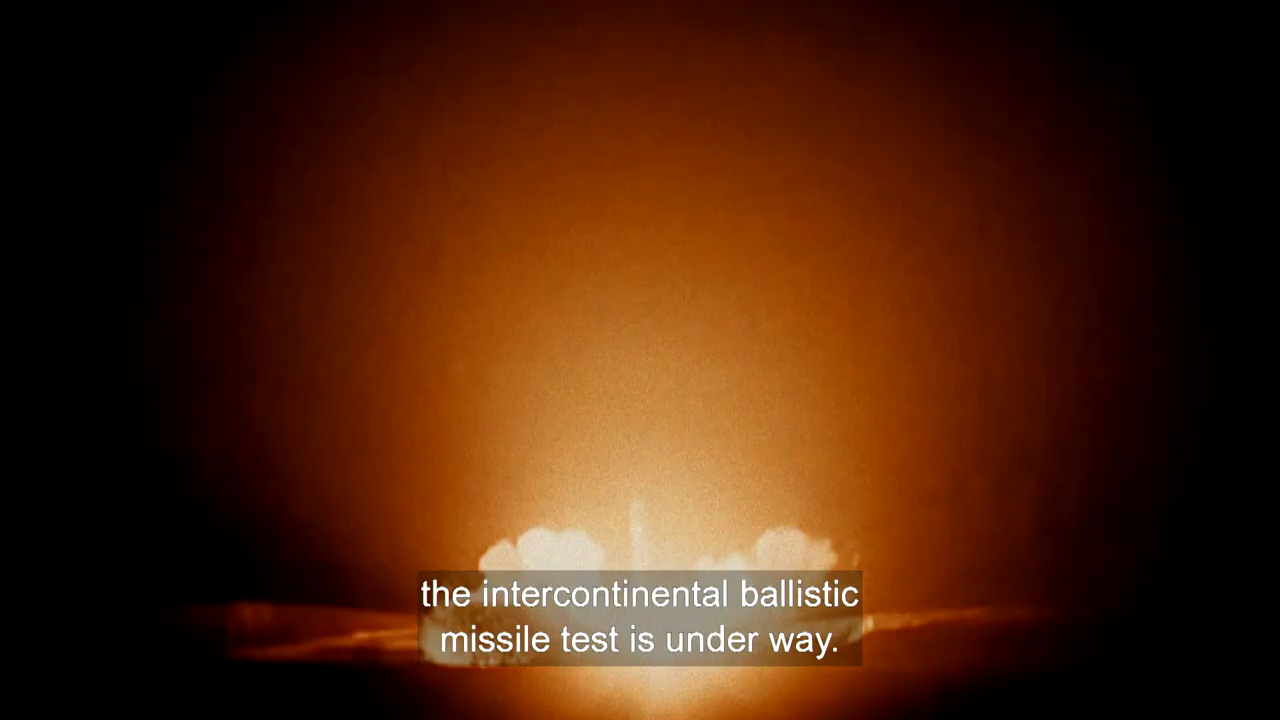 the intercontinental ballistic
missile test is under way.